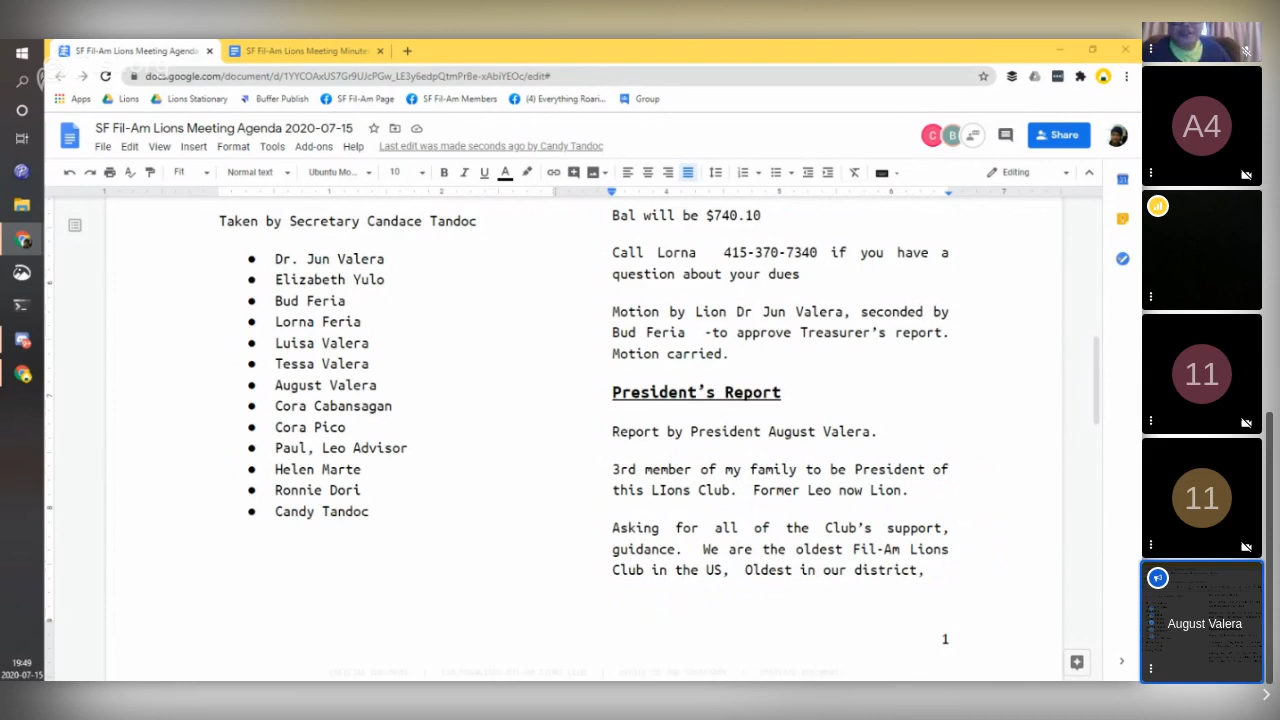 SF Fil-Am Lions Meeting Agenda
SF Fil-Am Lions Meeting Minute
docs.google.com/document/d/1YYCOAxUS7Gr9UJcPGw_LE3y6edpQtmPrBe-xAbiYEOc/edit#
Apps
Lions
Lions Stationary
Buffer Publish
SF Fil-Am Page
SF Fil-Am Members
(4) Everything Roari...
Group
SF Fil-Am Lions Meeting Agenda 2020-07-15
File Edit View Insert Format Tools Add-ons Help
Last edit was made seconds ago by Candy Tandoc
C
B
Share
Fit
Normal text
Ubuntu Mo...
10
B I U A
Editing
1 1 2 4 5 6 7
Taken by Secretary Candace Tandoc
● Dr. Jun Valera
● Elizabeth Yulo
● Bud Feria
● Lorna Feria
● Luisa Valera
● Tessa Valera
● August Valera
● Cora Cabansagan
● Cora Pico
● Paul, Leo Advisor
● Helen Marte
● Ronnie Dori
● Candy Tandoc
Bal will be $740.10
Call Lorna 415-370-7340 if you have a
question about your dues
Motion by Lion Dr Jun Valera, seconded by
Bud Feria -to approve Treasurer's report.
Motion carried.
President's Report
Report by President August Valera.
3rd member of my family to be President of
this LIons Club. Former Leo now Lion.
Asking for all of the Club's support,
guidance. We are the oldest Fil-Am Lions
Club in the US, Oldest in our district,
1
19:49
2020-07-15
A4
11
11
August Valera